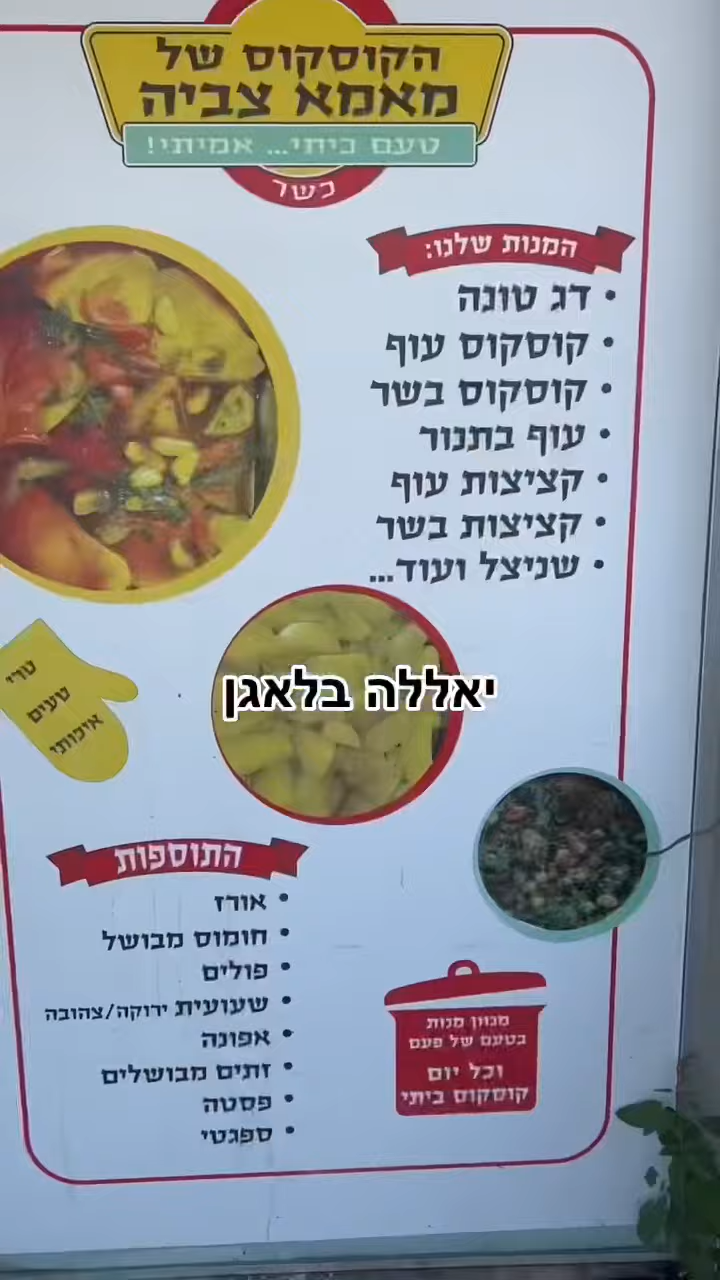 הקוסקוס של
מאמא צביה
טעם ביתי... אמיתי!
כשר
המנות שלנו:
• דג טונה
• קוסקוס עוף
• קוסקוס בשר
• עוף בתנור
• קציצות עוף
• קציצות בשר
• שניצל ועוד...
טרי
טעים
איכותי
יאללה בלאגן
התוספות
• אורז
• חומוס מבושל
• פולים
• שעועית ירוקה/צהובה
• אפונה
• זתים מבושלים
• פסטה
• ספגטי
מגוון מנות
בטעם של פעם
וכל יום
קוסקוס ביתי